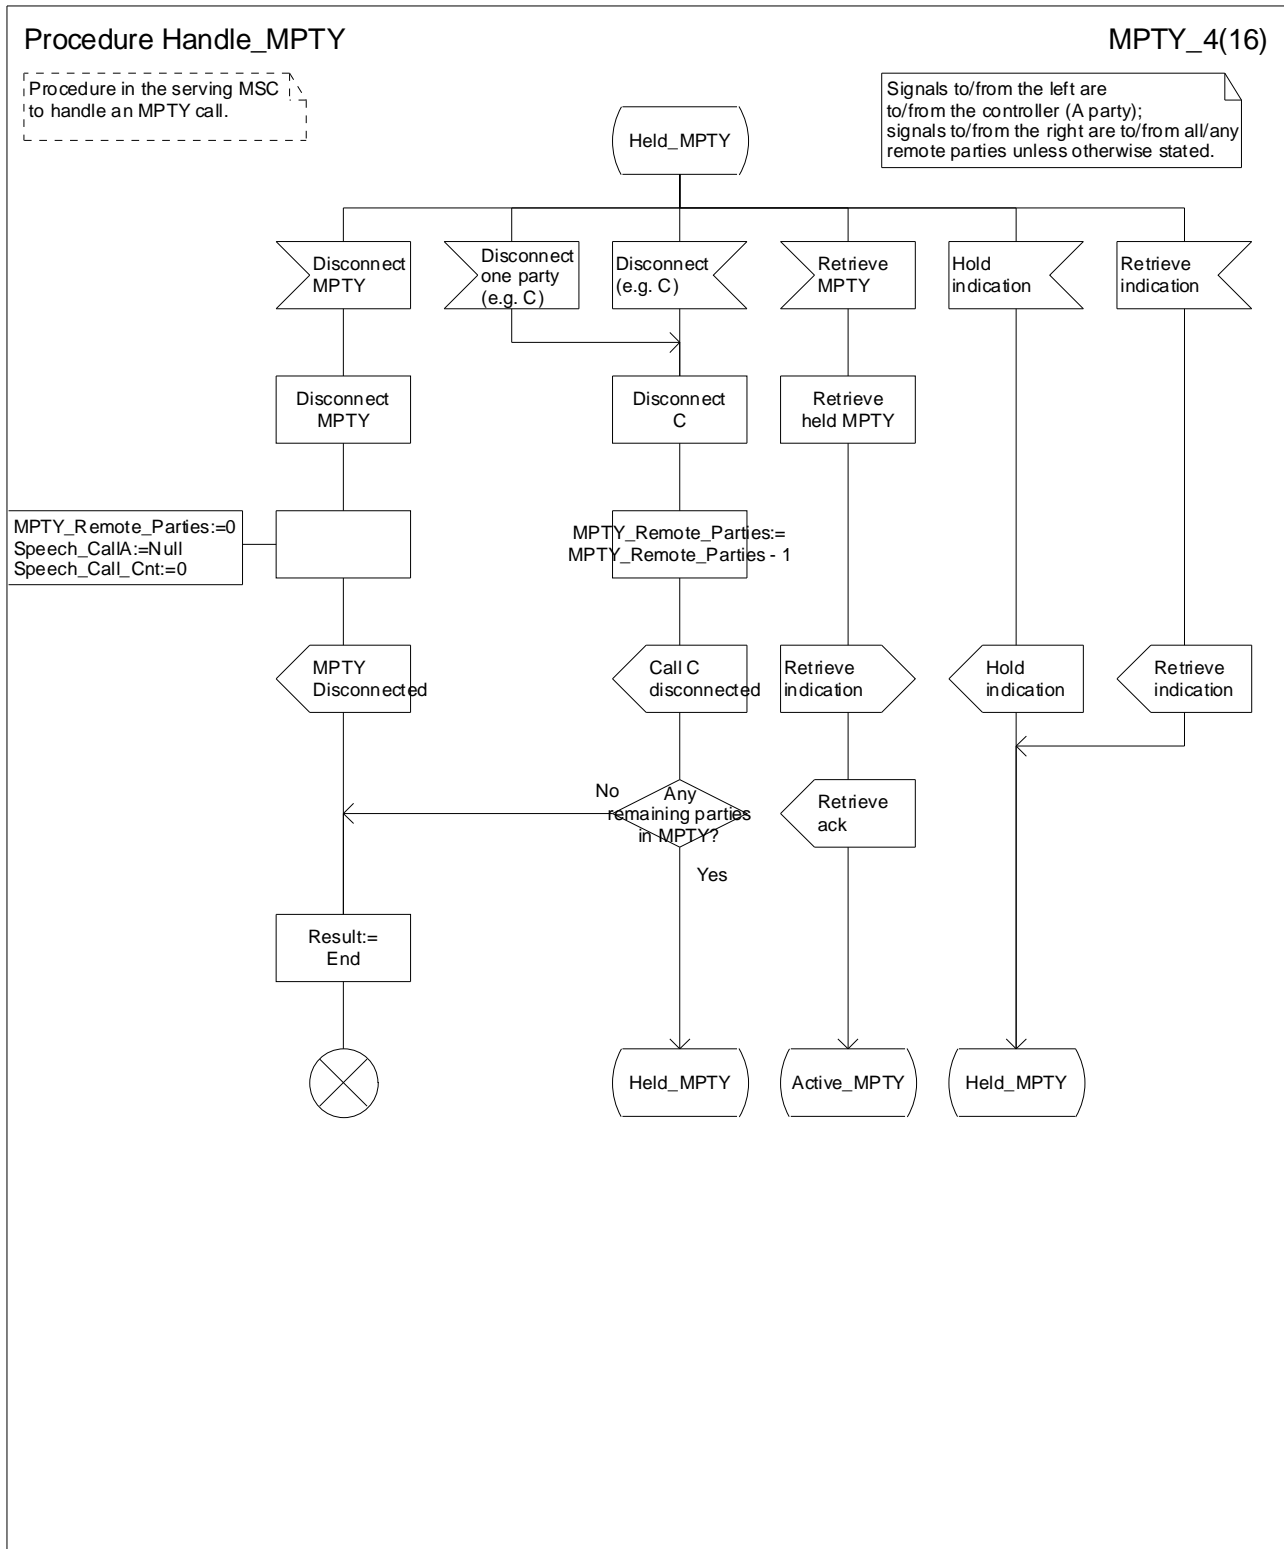 Procedure Handle_MPTY
MPTY_4(16)
Procedure in the serving MSC
to handle an MPTY call.
Signals to/from the left are
to/from the controller (A party);
signals to/from the right are to/from all/any
remote parties unless otherwise stated.
Held_MPTY
Disconnect
MPTY
Disconnect
one party
(e.g. C)
Disconnect
(e.g. C)
Retrieve
MPTY
Hold
indication
Retrieve
indication
Disconnect
MPTY
Disconnect
C
Retrieve
held MPTY
MPTY_Remote_Parties:=0
Speech_CallA:=Null
Speech_Call_Cnt:=0
MPTY_Remote_Parties:=
MPTY_Remote_Parties - 1
MPTY
Disconnected
Call C
disconnected
Retrieve
indication
Hold
indication
Retrieve
indication
No
Any
remaining parties
in MPTY?
Yes
Retrieve
ack
Result:=
End
Held_MPTY
Active_MPTY
Held_MPTY